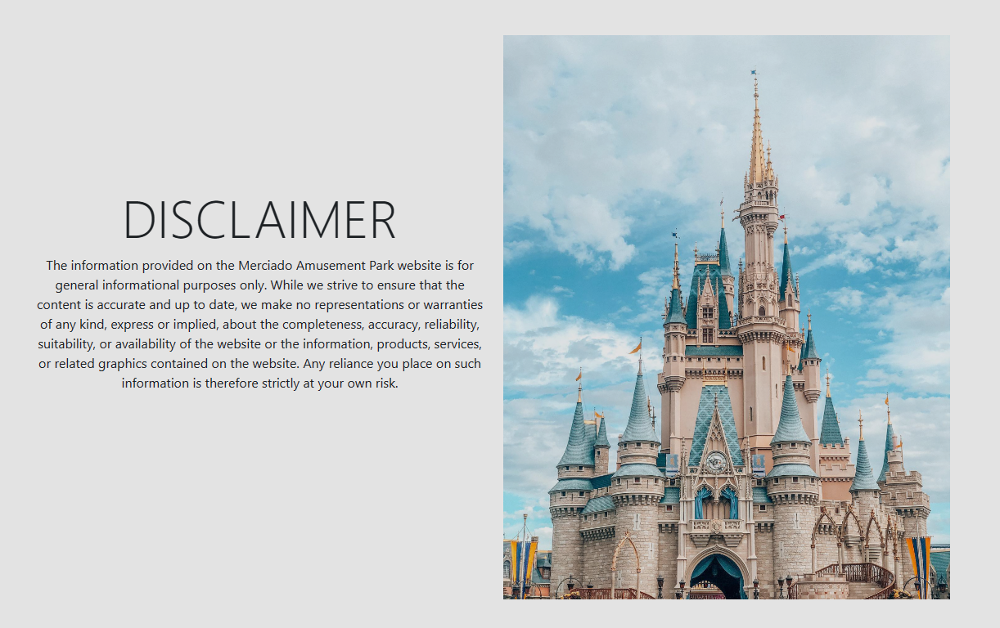 DISCLAIMER
The information provided on the Merciado Amusement Park website is for
general informational purposes only. While we strive to ensure that the
content is accurate and up to date, we make no representations or warranties
of any kind, express or implied, about the completeness, accuracy, reliability,
suitability, or availability of the website or the information, products, services,
or related graphics contained on the website. Any reliance you place on such
information is therefore strictly at your own risk.